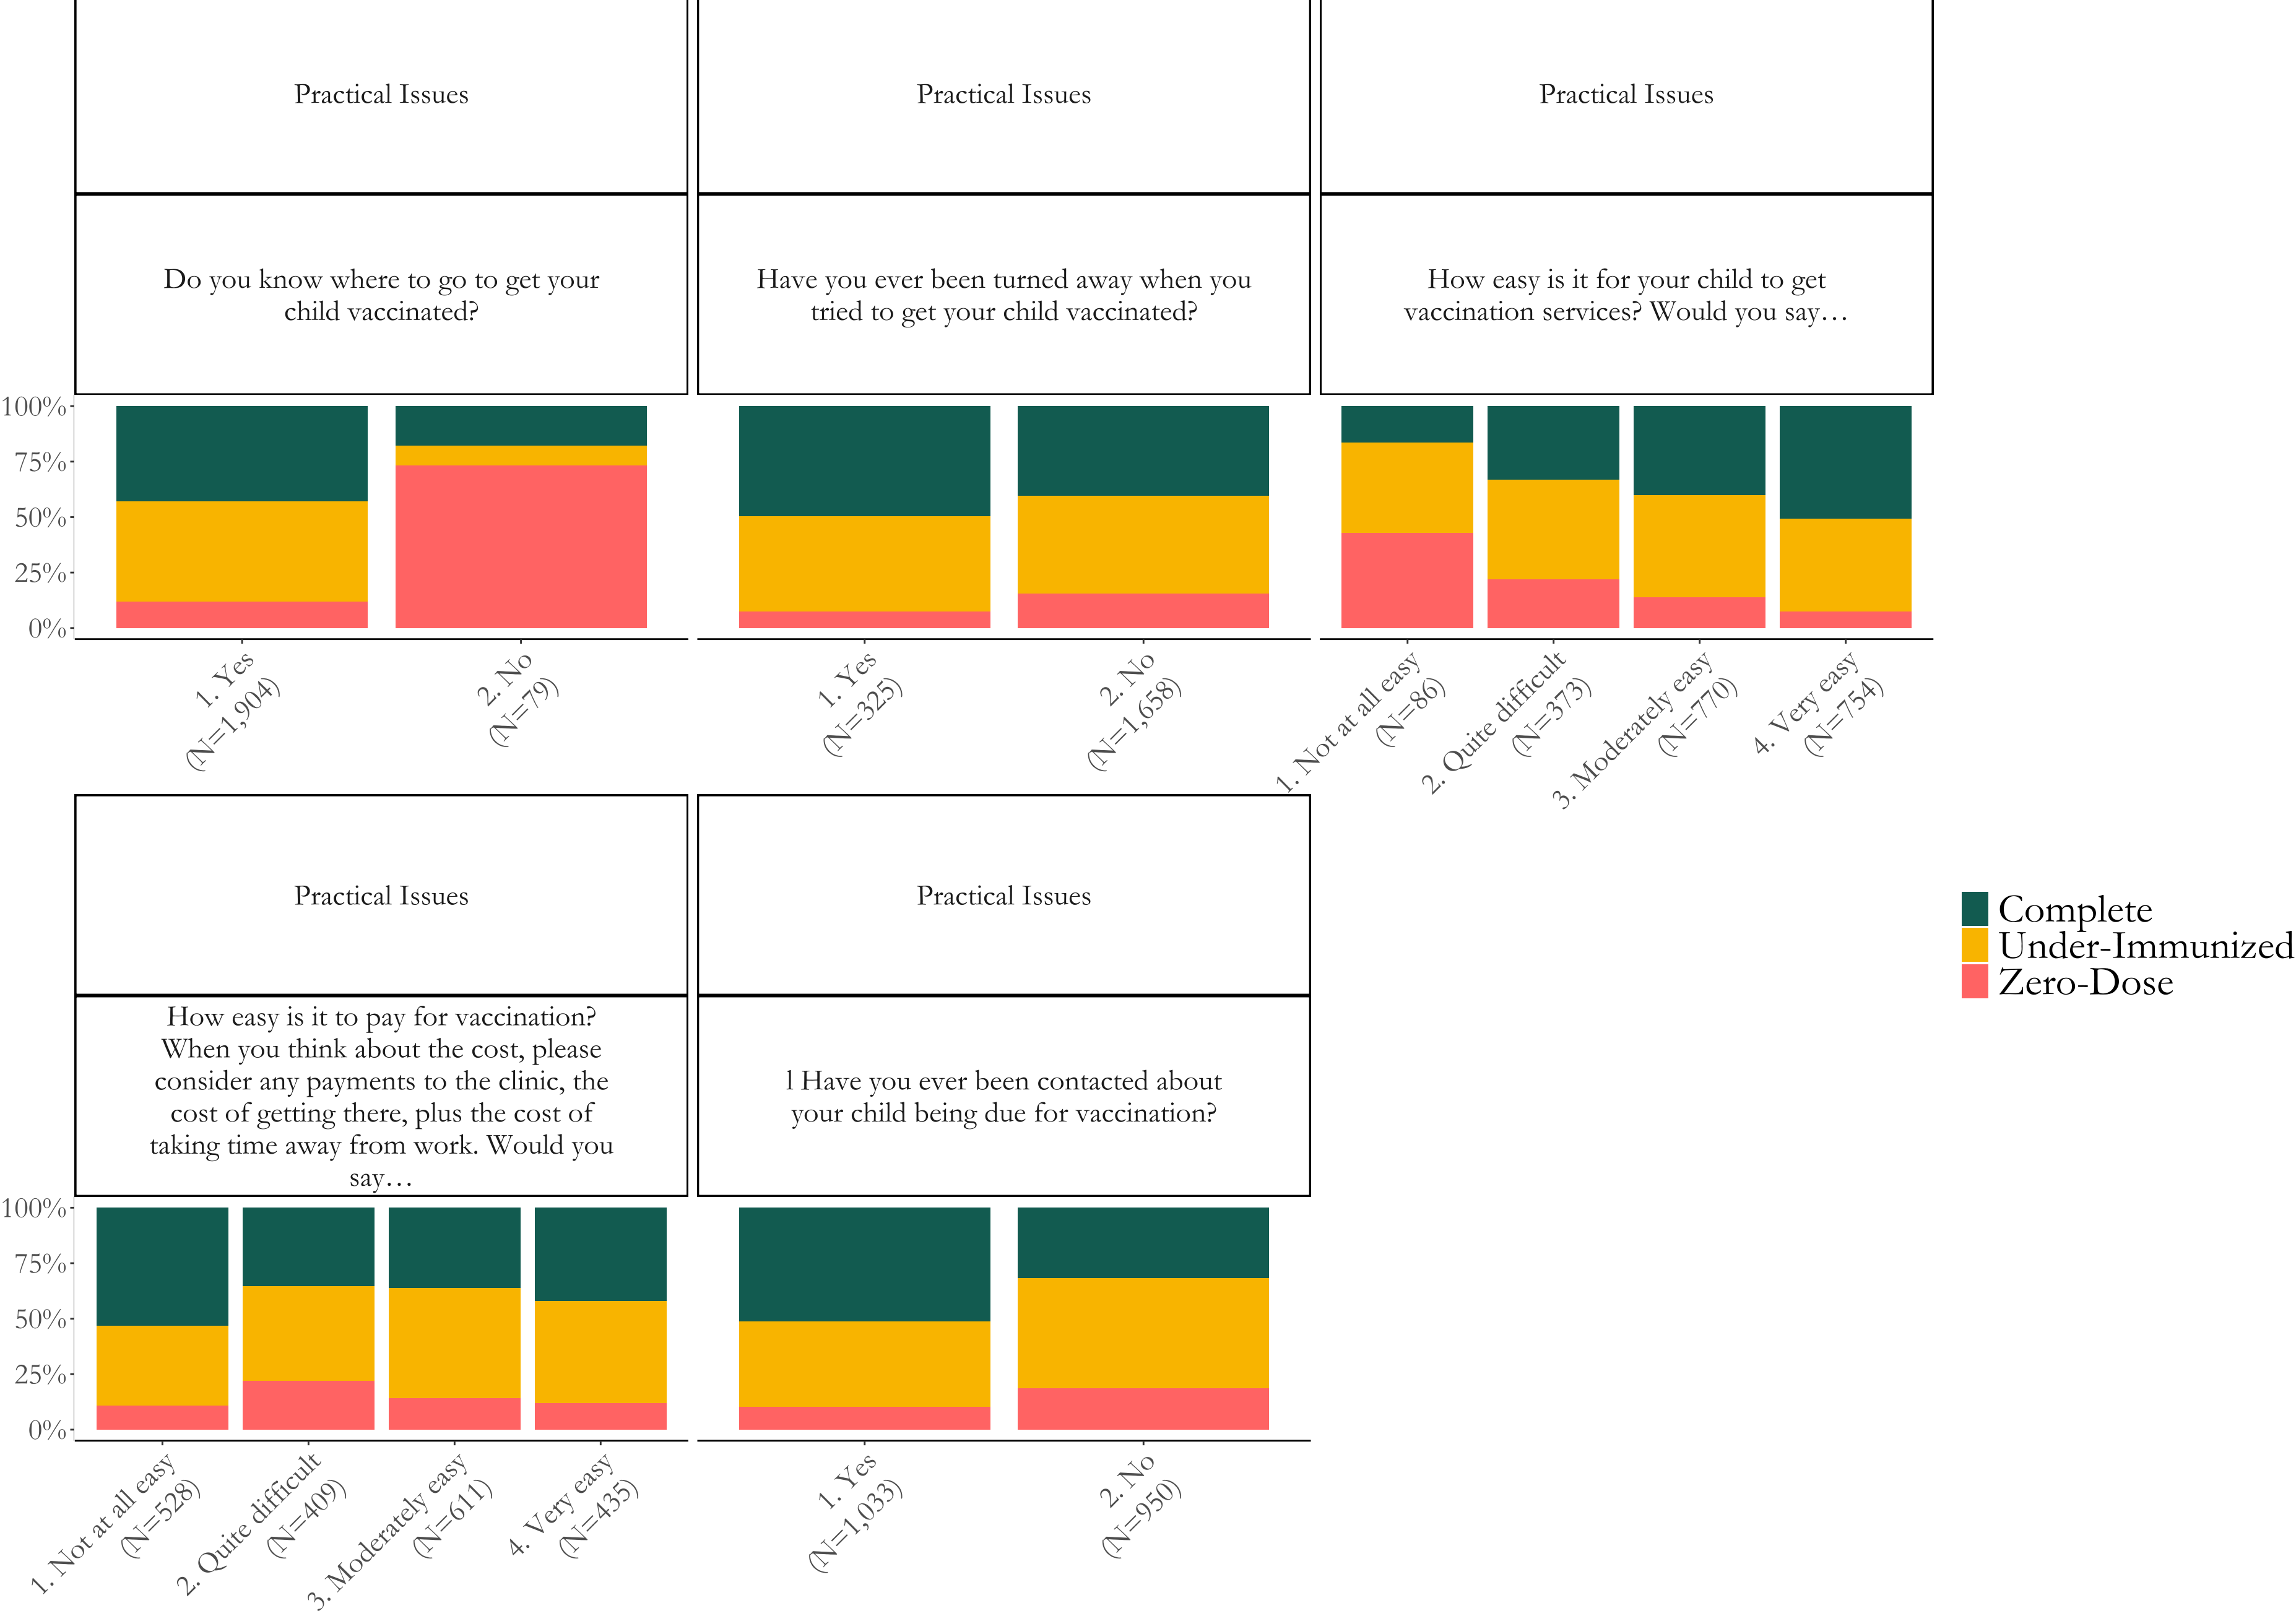 Practical Issues
Practical Issues
Practical Issues
Do you know where to go to get your
child vaccinated?
Have you ever been turned away when you
tried to get your child vaccinated?
How easy is it for your child to get
vaccination services? Would you say…
100%
75%
50%
25%
0%
1. Yes
(N=1,904)
2. No
(N=79)
1. Yes
(N=325)
2. No
(N=1,658)
1. Not at all easy
(N=86)
2. Quite difficult
(N=373)
3. Moderately easy
(N=770)
4. Very easy
(N=754)
Practical Issues
Practical Issues
How easy is it to pay for vaccination?
When you think about the cost, please
consider any payments to the clinic, the
cost of getting there, plus the cost of
taking time away from work. Would you
say…
l Have you ever been contacted about
your child being due for vaccination?
100%
75%
50%
25%
0%
1. Not at all easy
(N=528)
2. Quite difficult
(N=409)
3. Moderately easy
(N=611)
4. Very easy
(N=435)
1. Yes
(N=1,033)
2. No
(N=950)
Complete
Under-Immunized
Zero-Dose